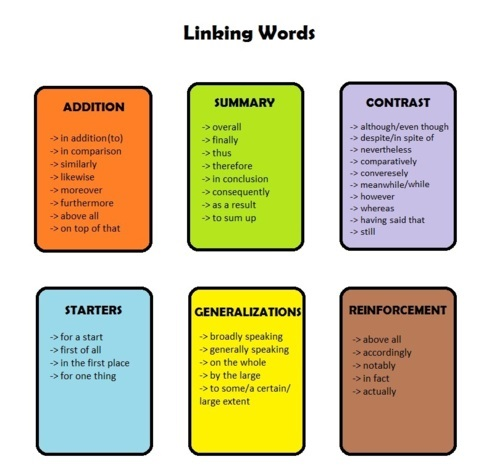 Linking Words
ADDITION
-> in addition(to)
-> in comparison
-> similarly
-> likewise
-> moreover
-> furthermore
-> above all
-> on top of that
SUMMARY
-> overall
-> finally
-> thus
-> therefore
-> in conclusion
-> consequently
-> as a result
-> to sum up
CONTRAST
-> although/even though
-> despite/in spite of
-> nevertheless
-> comparatively
-> converesely
-> meanwhile/while
-> however
-> whereas
-> having said that
-> still
STARTERS
-> for a start
-> first of all
-> in the first place
-> for one thing
GENERALIZATIONS
-> broadly speaking
-> generally speaking
-> on the whole
-> by the large
-> to some/a certain/
large extent
REINFORCEMENT
-> above all
-> accordingly
-> notably
-> in fact
-> actually